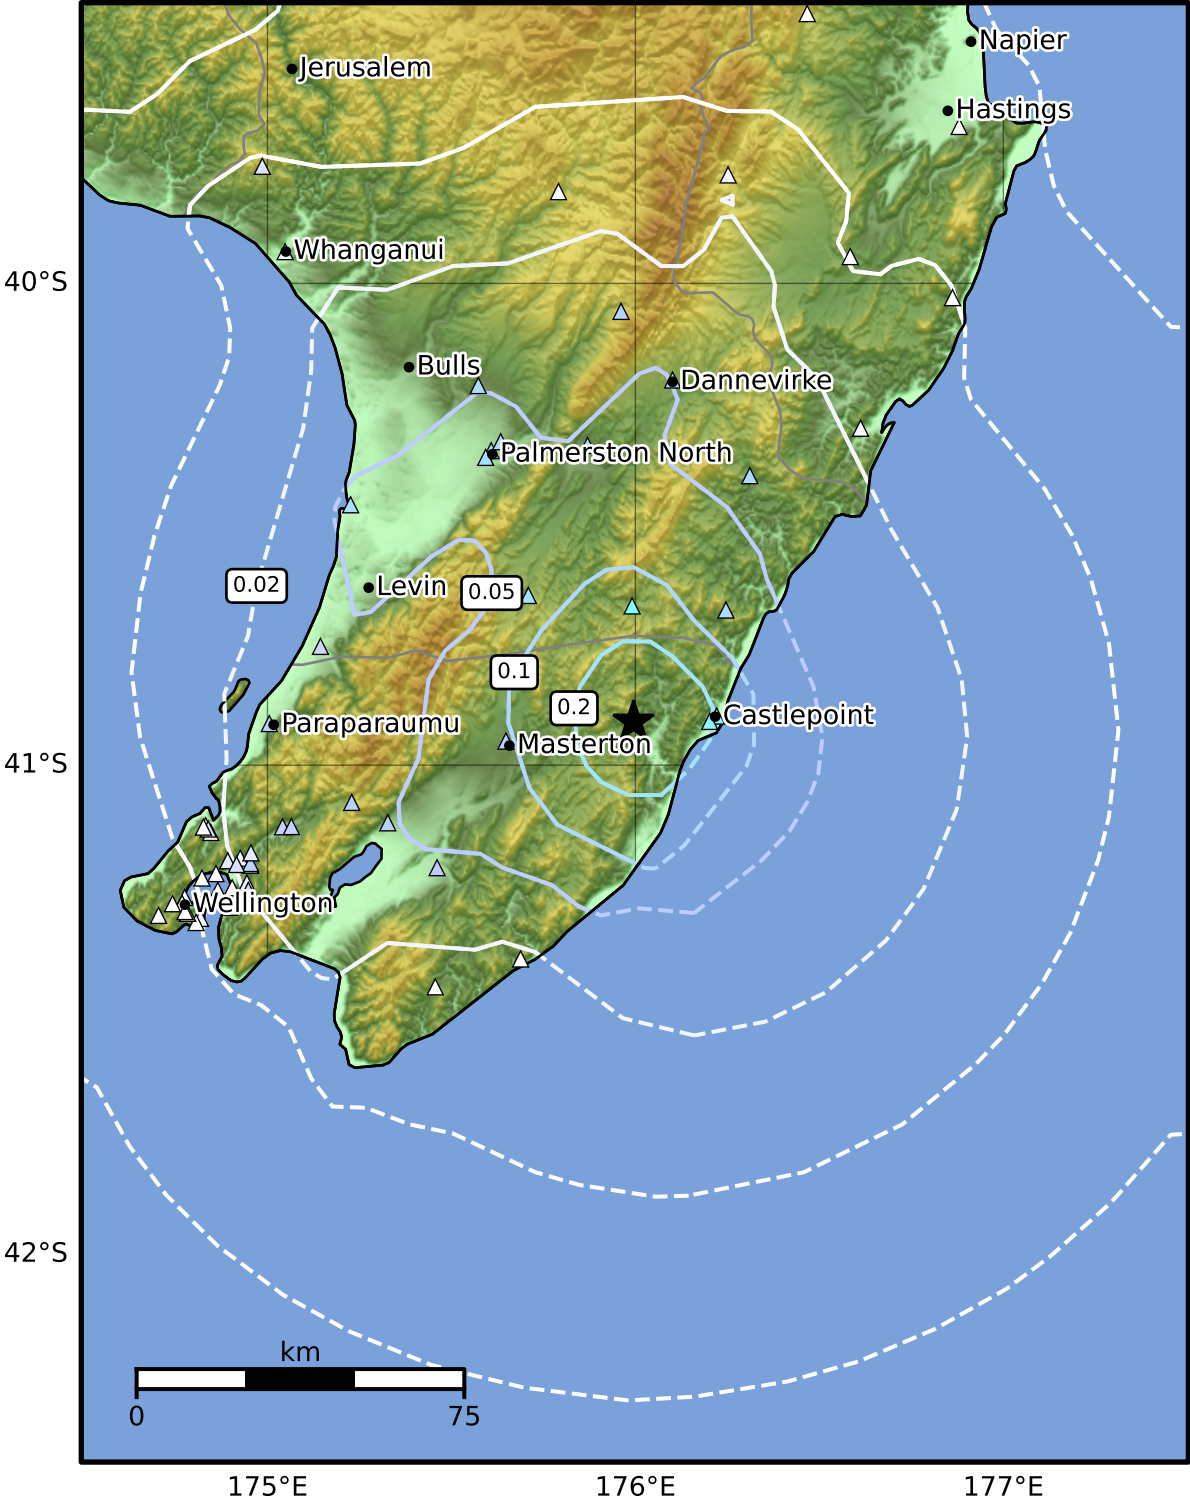 Napier
Jerusalem
Hastings
Whanganui
40°S
Bulls
Dannevirke
Palmerston North
0.02
Levin
0.05
0.1
0.2
Castlepoint
Paraparaumu
Masterton
41°S
Wellington
42°S
km
0
75
175°E
176°E
177°E